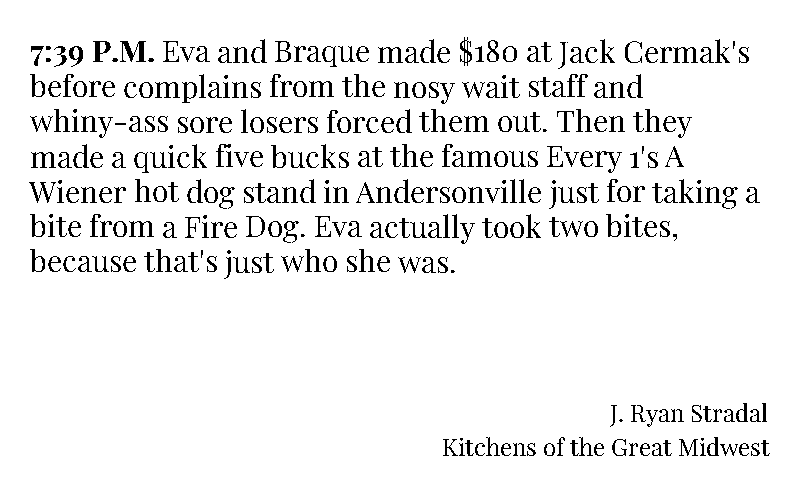 7:39 P.M. Eva and Braque made $180 at Jack Cermak's
before complains from the nosy wait staff and
whiny-ass sore losers forced them out. Then they
made a quick five bucks at the famous Every 1's A
Wiener hot dog stand in Andersonville just for taking a
bite from a Fire Dog. Eva actually took two bites,
because that's just who she was.
J. Ryan Stradal
Kitchens of the Great Midwest